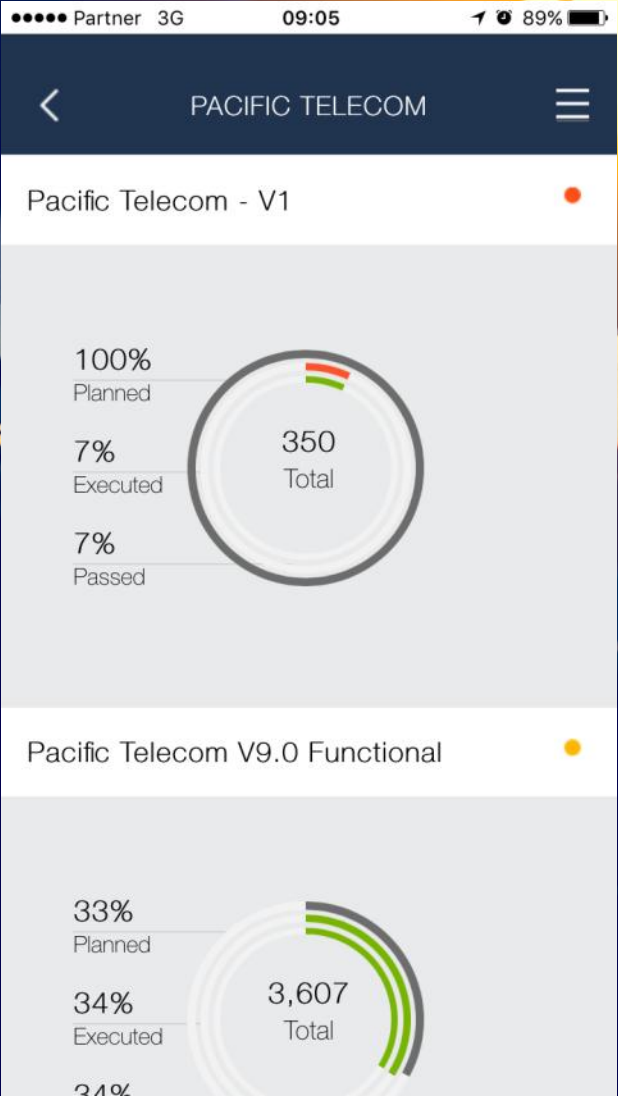 Partner 3G 09:05 89%
PACIFIC TELECOM
Pacific Telecom - V1
100%
Planned
7%
Executed
7%
Passed
350
Total
Pacific Telecom V9.0 Functional
33%
Planned
34%
Executed
34%
3,607
Total